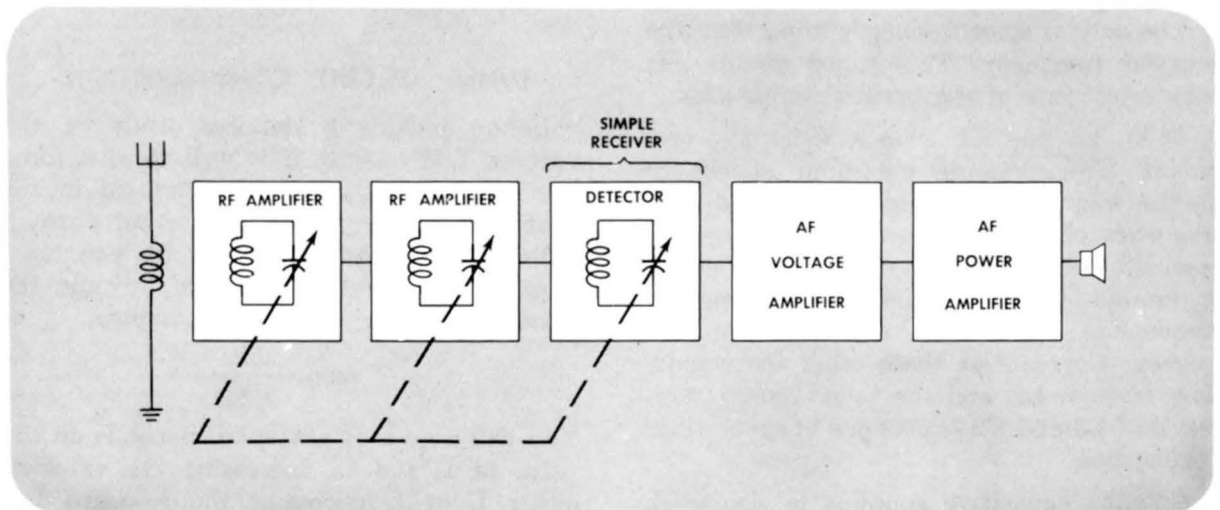 SIMPLE
RECEIVER
RF AMPLIFIER
RF AMPLIFIER
DETECTOR
AF
VOLTAGE
AMPLIFIER
AF
POWER
AMPLIFIER